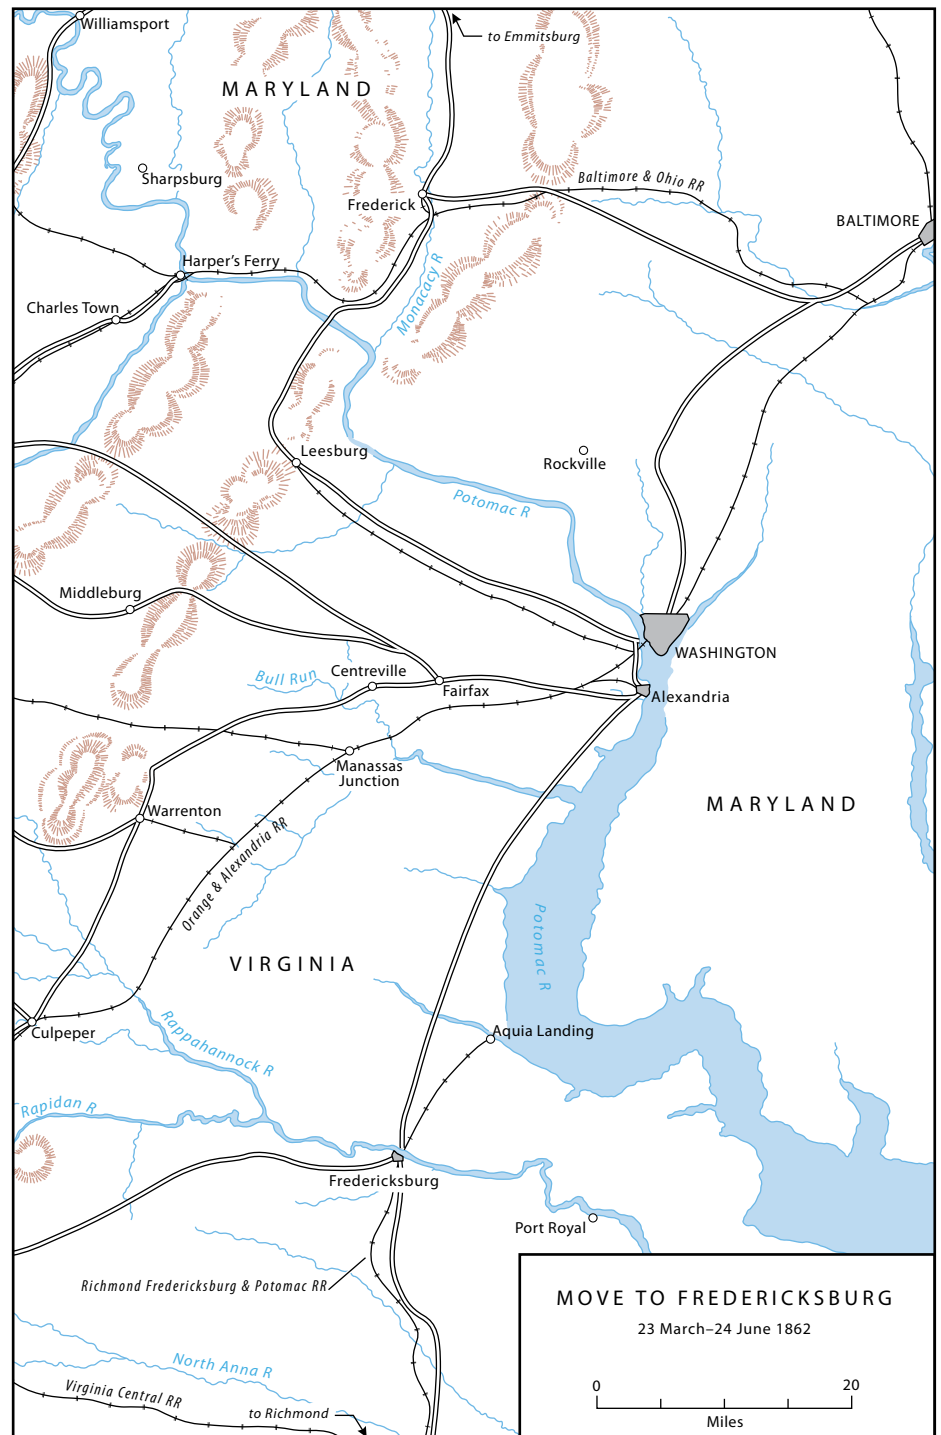 Williamsport
to Emmitsburg
MARYLAND
Sharpsburg
Baltimore & Ohio RR
Frederick
BALTIMORE
Harper's Ferry
Monacacy R
Charles Town
Leesburg
Rockville
Potomac R
Middleburg
WASHINGTON
Centreville
Bull Run
Fairfax
Alexandria
Manassas
Junction
MARYLAND
Warrenton
Orange & Alexandria RR
Potomac R
VIRGINIA
Culpeper
Aquia Landing
Rappahannock R
Rapidan R
Fredericksburg
Port Royal
Richmond Fredericksburg & Potomac RR
MOVE TO FREDERICKSBURG
23 March–24 June 1862
North Anna R
Virginia Central RR
to Richmond
0 20
Miles